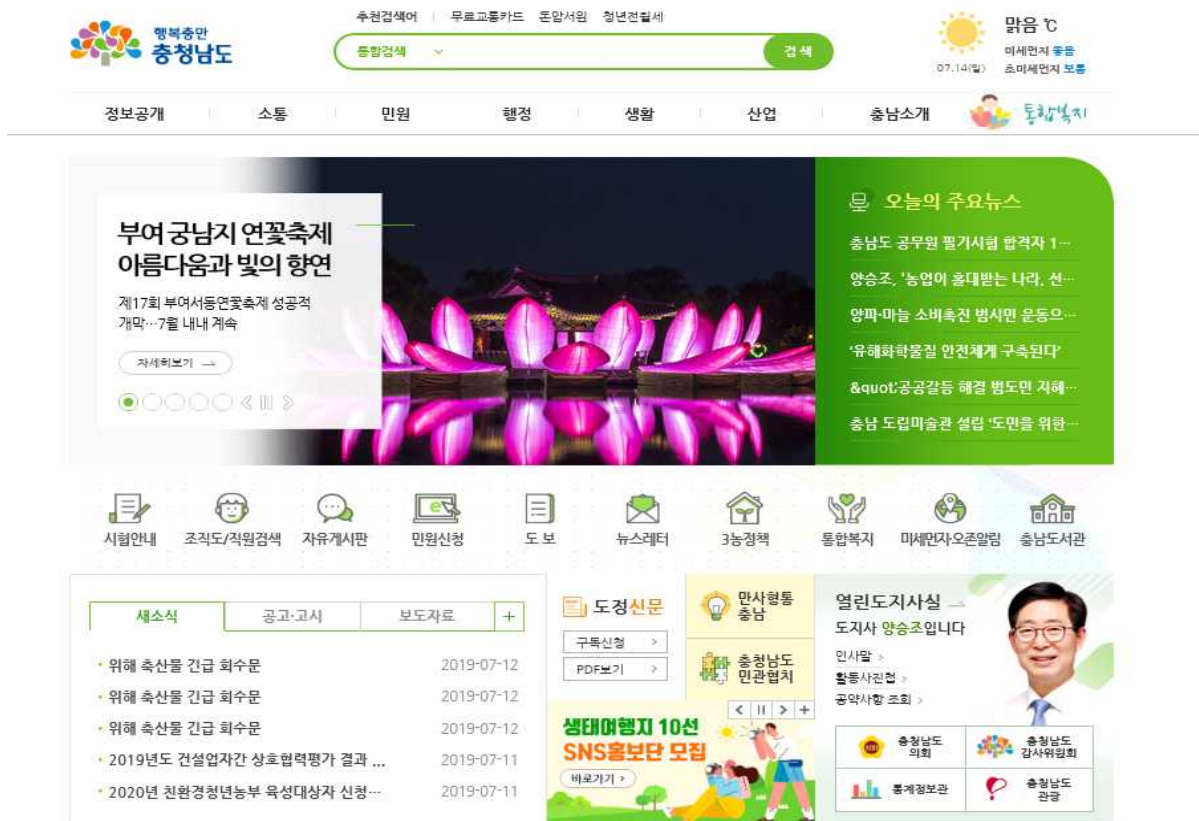 행복충만
충청남도
추천검색어 | 무료교통카드 돈암서원 청년전월세
통합검색
검색
맑음 ℃
미세먼지 좋음
07.14(일)
초미세먼지 보통
정보공개
소통
민원
행정
생활
산업
충남소개
통합복지
부여 궁남지 연꽃축제
아름다움과 빛의 향연
제17회 부여서동연꽃축제 성공적
개막…7월 내내 계속
자세히보기
오늘의 주요뉴스
충남도 공무원 필기시험 합격자 1…
양승조, '농업이 홀대받는 나라, 선…
양파·마늘 소비촉진 범시민 운동으…
'유해화학물질 안전체계 구축된다'
&quot;공공갈등 해결 범도민 지혜…
충남 도립미술관 설립 '도민을 위한…
시험안내
조직도/직원검색
자유게시판
민원신청
도보
뉴스레터
3농정책
통합복지
미세먼지·오존알림
충남도서관
새소식
공고·고시
보도자료
+
위해 축산물 긴급 회수문 2019-07-12
위해 축산물 긴급 회수문 2019-07-12
위해 축산물 긴급 회수문 2019-07-12
2019년도 건설업자간 상호협력평가 결과 ... 2019-07-11
2020년 친환경청년농부 육성대상자 신청… 2019-07-11
도정신문
구독신청 >
PDF보기 >
만사형통
충남
충청남도
민관협치
생태여행지 10선
SNS홍보단 모집
바로가기 >
열린도지사실
도지사 양승조입니다
인사말 >
활동사진첩 >
공약사항 조회 >
충청남도
의회
충청남도
감사위원회
통계정보관
충청남도
관광